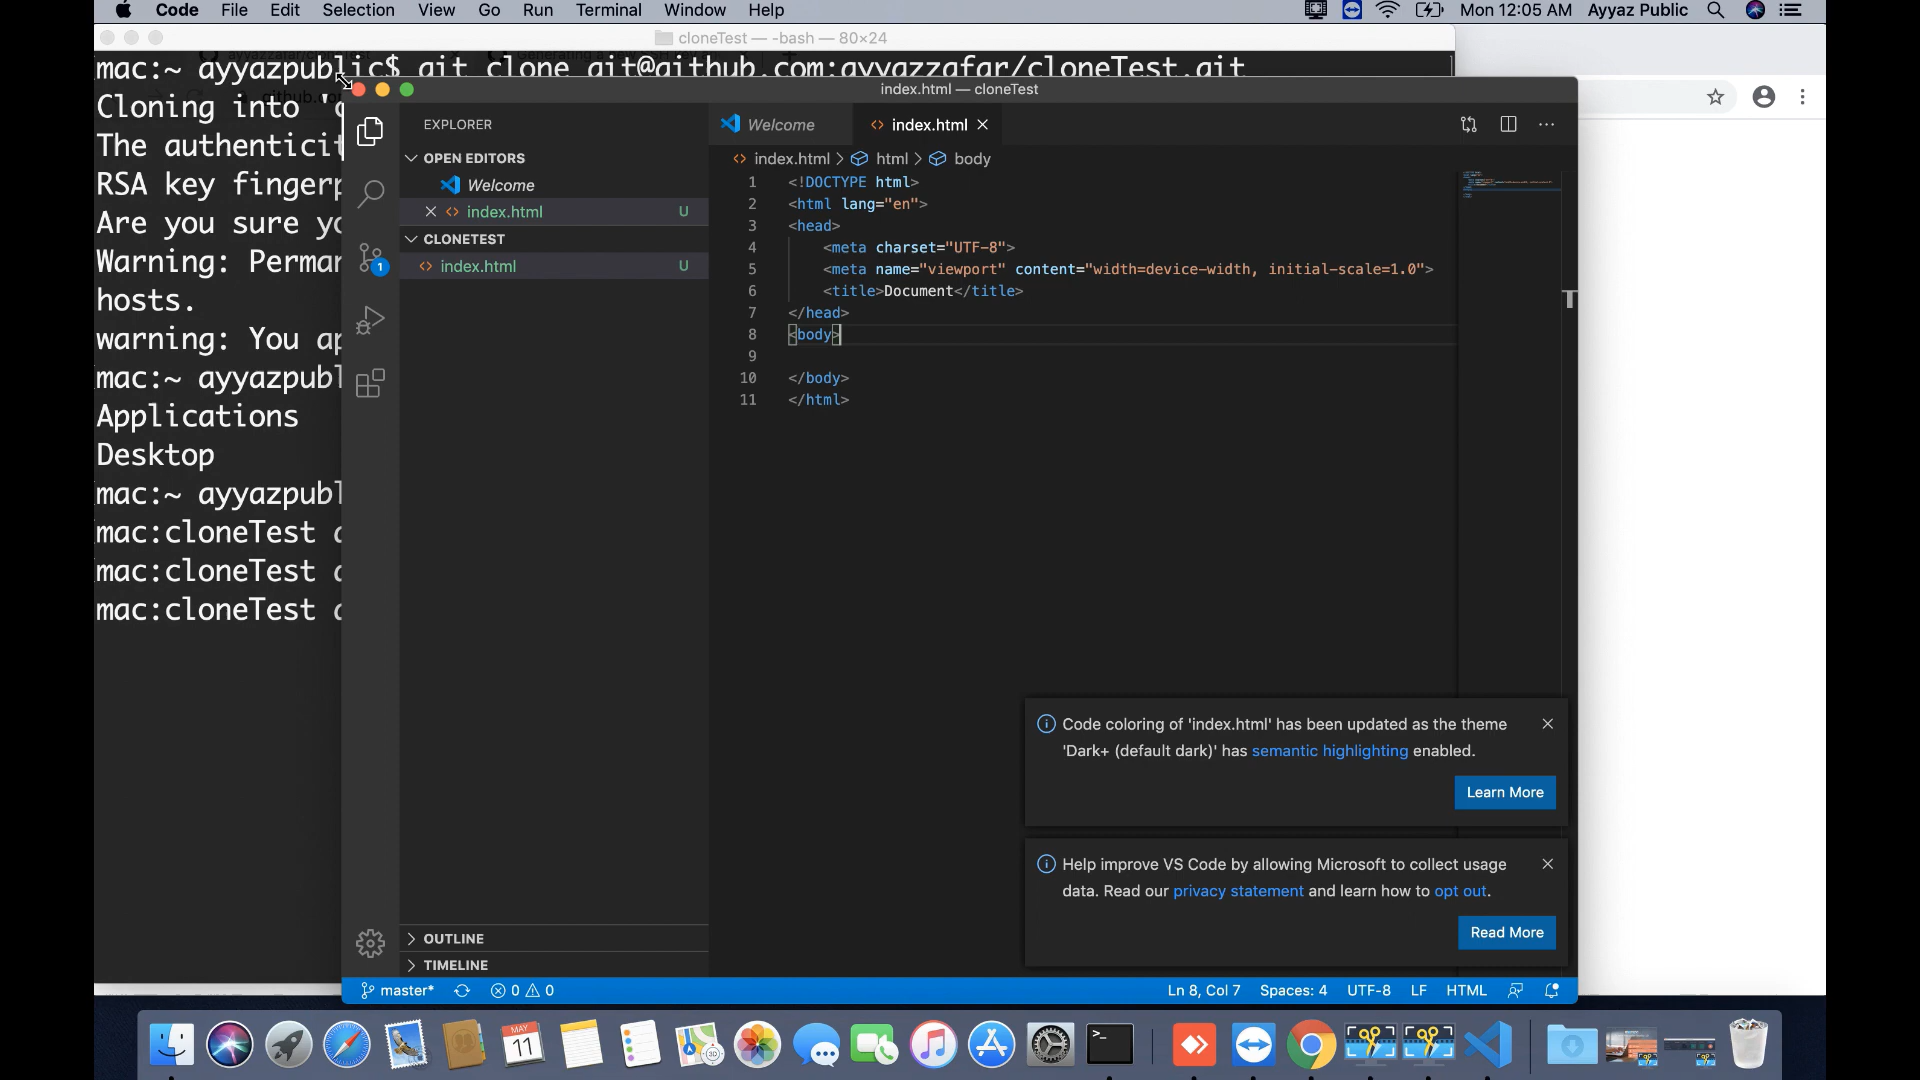 Code File Edit Selection View Go Run Terminal Window Help Mon 12:05 AM Ayyaz Public
cloneTest — -bash — 80×24
mac:~ ayyazpublic$ git clone git@github.com:ayyazzafar/cloneTest.git
Cloning into '
The authenticit
RSA key fingerp
Are you sure yo
Warning: Perman
hosts.
warning: You ap
mac:~ ayyazpubl
Applications
Desktop
mac:~ ayyazpubl
mac:cloneTest a
mac:cloneTest a
mac:cloneTest a
index.html — cloneTest
EXPLORER
OPEN EDITORS
Welcome
index.html U
CLONETEST
index.html U
OUTLINE
TIMELINE
1
Welcome index.html
index.html > html > body
1 <!DOCTYPE html>
2 <html lang="en">
3 <head>
4 <meta charset="UTF-8">
5 <meta name="viewport" content="width=device-width, initial-scale=1.0">
6 <title>Document</title>
7 </head>
8 <body>
9
10 </body>
11 </html>
Code coloring of 'index.html' has been updated as the theme
'Dark+ (default dark)' has semantic highlighting enabled.
Learn More
Help improve VS Code by allowing Microsoft to collect usage
data. Read our privacy statement and learn how to opt out.
Read More
master* 0 0 Ln 8, Col 7 Spaces: 4 UTF-8 LF HTML
MAY
11
3D